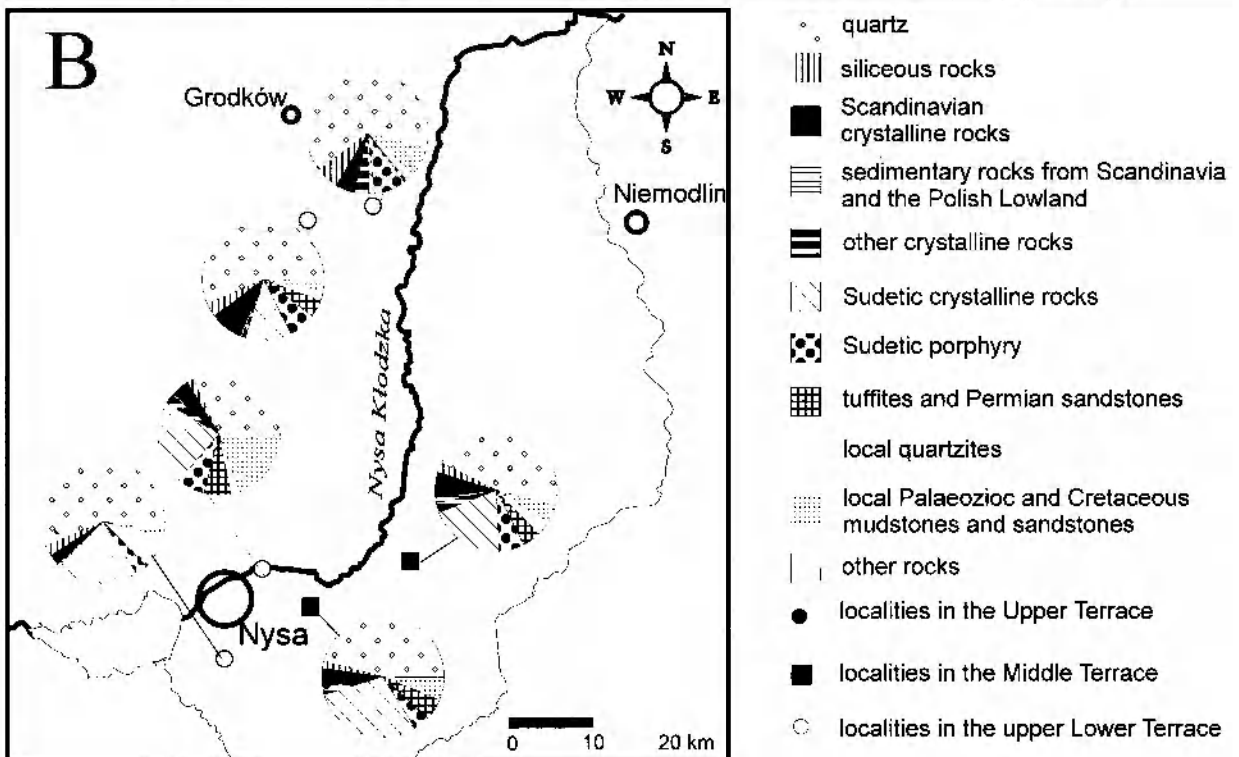 B
Grodków
N
W E
S
Niemodlin
Nysa Kłodzka
Nysa
0 10 20 km
quartz
siliceous rocks
Scandinavian
crystalline rocks
sedimentary rocks from Scandinavia
and the Polish Lowland
other crystalline rocks
Sudetic crystalline rocks
Sudetic porphyry
tuffites and Permian sandstones
local quartzites
local Palaeozioc and Cretaceous
mudstones and sandstones
other rocks
localities in the Upper Terrace
localities in the Middle Terrace
localities in the upper Lower Terrace